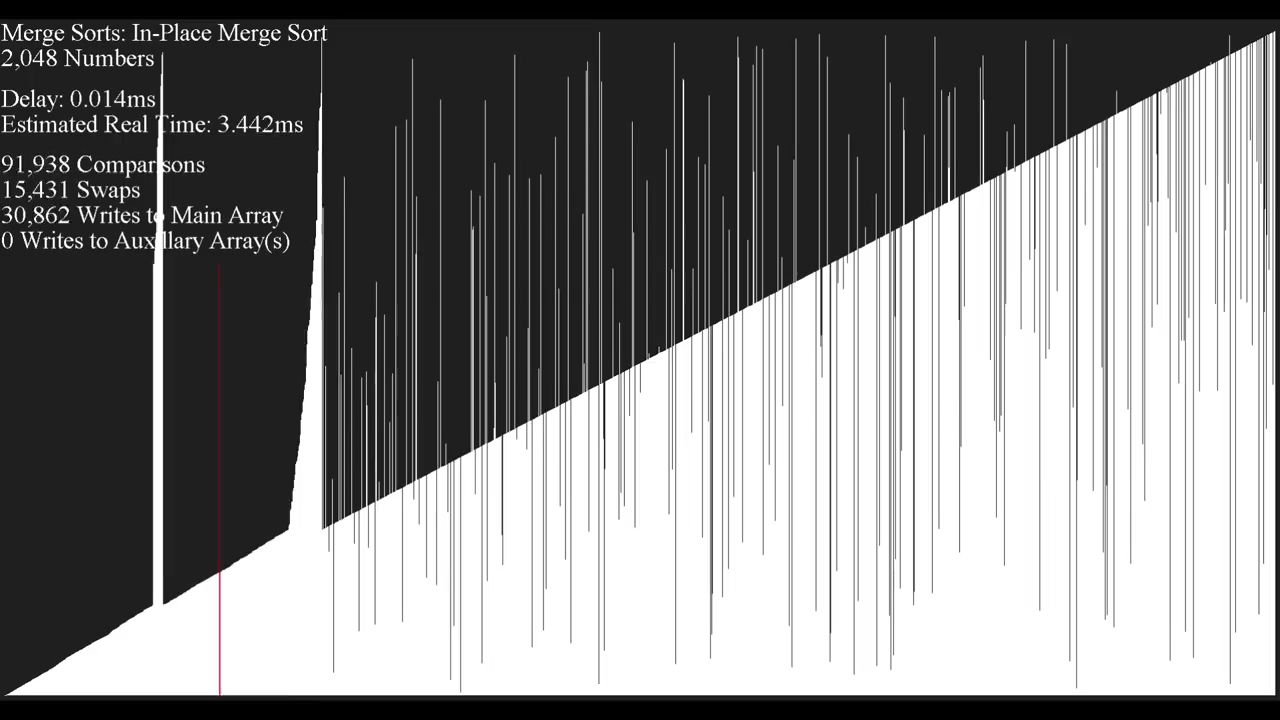 Merge Sorts: In-Place Merge Sort
2,048 Numbers
Delay: 0.014ms
Estimated Real Time: 3.442ms
91,938 Comparisons
15,431 Swaps
30,862 Writes to Main Array
0 Writes to Auxillary Array(s)